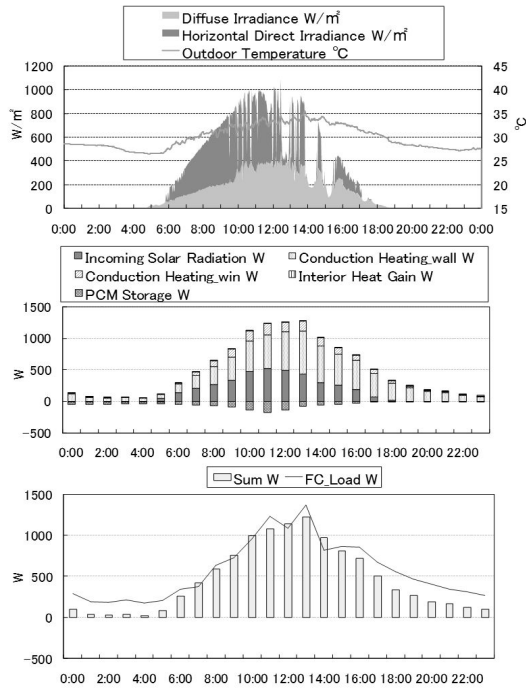 Diffuse Irradiance W/㎡
Horizontal Direct Irradiance W/㎡
Outdoor Temperature ℃
1200 45
1000 40
800 35
600 30
400 25
200 20
0 15
W/㎡
℃
0:00 2:00 4:00 6:00 8:00 10:00 12:00 14:00 16:00 18:00 20:00 22:00 0:00
Incoming Solar Radiation W Conduction Heating_wall W
Conduction Heating_win W Interior Heat Gain W
PCM Storage W
1500
1000
500
0
-500
W
0:00 2:00 4:00 6:00 8:00 10:00 12:00 14:00 16:00 18:00 20:00 22:00
Sum W FC_Load W
1500
1000
500
0
-500
W
0:00 2:00 4:00 6:00 8:00 10:00 12:00 14:00 16:00 18:00 20:00 22:00